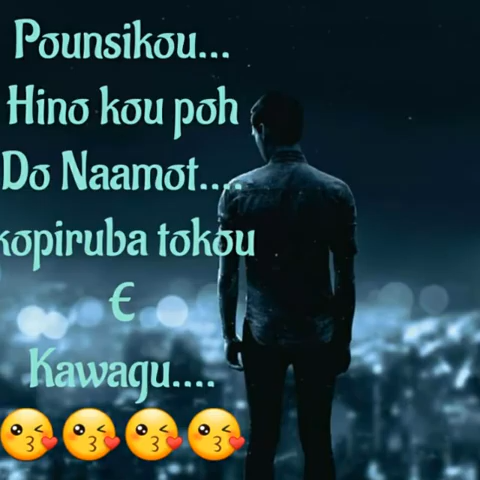 Pounsikou...
Hino kou poh
Do Naamot....
kopiruba tokou
€
Kawagu....
😘😘😘😘